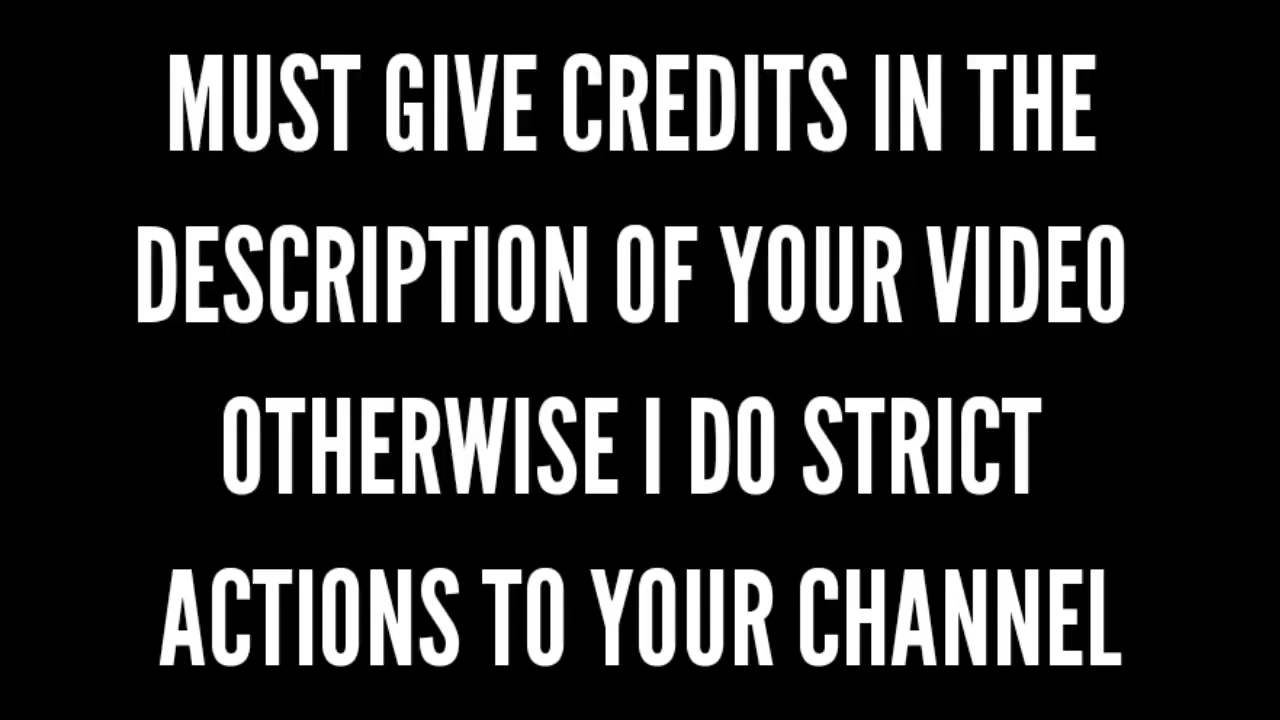 MUST GIVE CREDITS IN THE
DESCRIPTION OF YOUR VIDEO
OTHERWISE I DO STRICT
ACTIONS TO YOUR CHANNEL